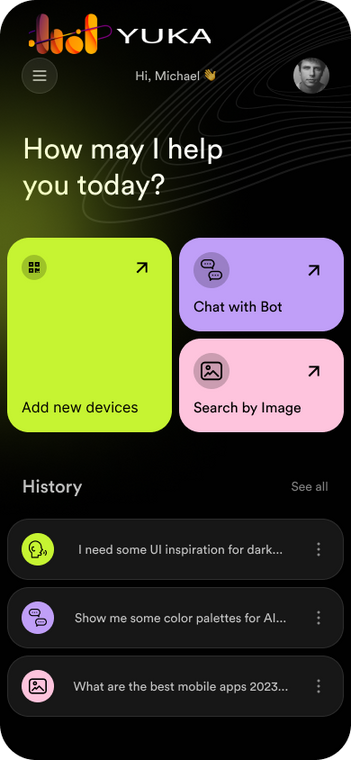 YUKA
Hi, Michael 👋
How may I help
you today?
Add new devices
Chat with Bot
Search by Image
History
See all
I need some UI inspiration for dark...
Show me some color palettes for AI...
What are the best mobile apps 2023...